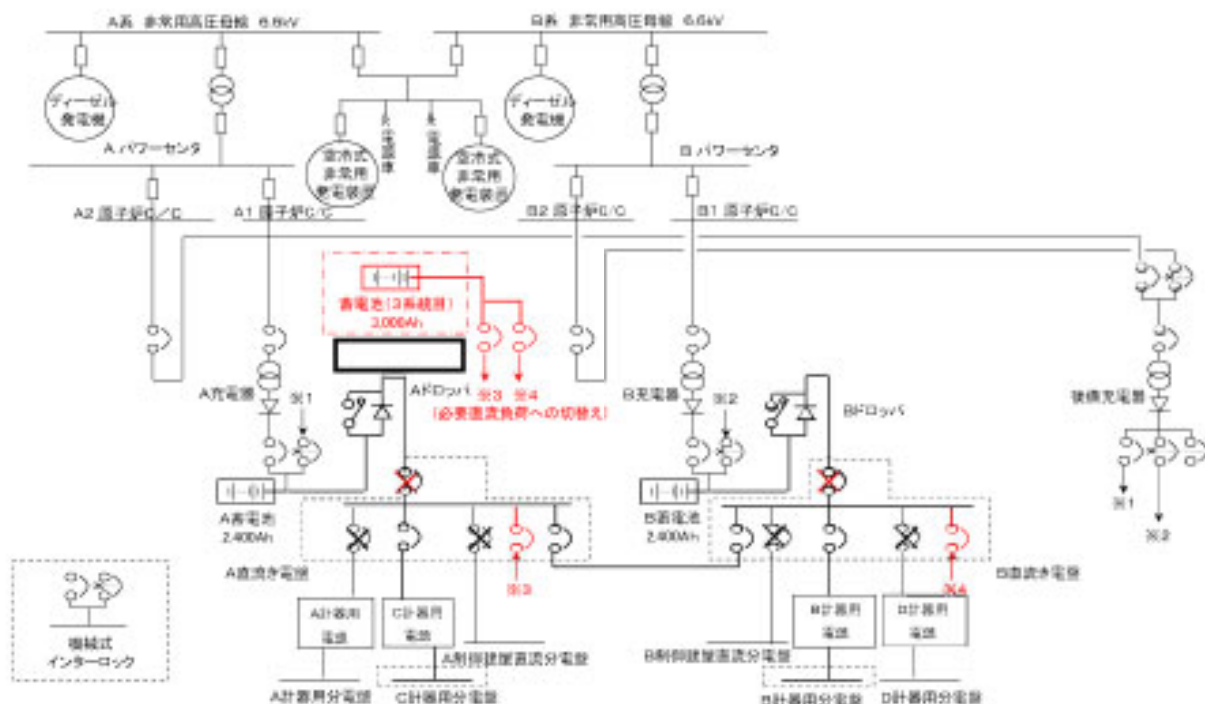 A系 非常用高圧母線 6.6kV
B系 非常用高圧母線 6.6kV
ディーゼル
発電機
ディーゼル
発電機
A パワーセンタ
B パワーセンタ
空冷式
非常用
発電装置
空冷式
非常用
発電装置
A2 原子炉C/C
A1 原子炉C/C
B2 原子炉C/C
B1 原子炉C/C
蓄電池(3系統目)
3,000Ah
A充電器
※1
Aドロッパ
※3
※4
(必要直流負荷への切替え)
B充電器
※2
Bドロッパ
後備充電器
A蓄電池
2,400Ah
B蓄電池
2,400Ah
※1
※2
A直流き電盤
※3
B直流き電盤
※4
A計器用
電源
C計器用
電源
B計器用
電源
D計器用
電源
機械式
インターロック
A制御建屋直流分電盤
B制御建屋直流分電盤
A計器用分電盤
C計器用分電盤
B計器用分電盤
D計器用分電盤